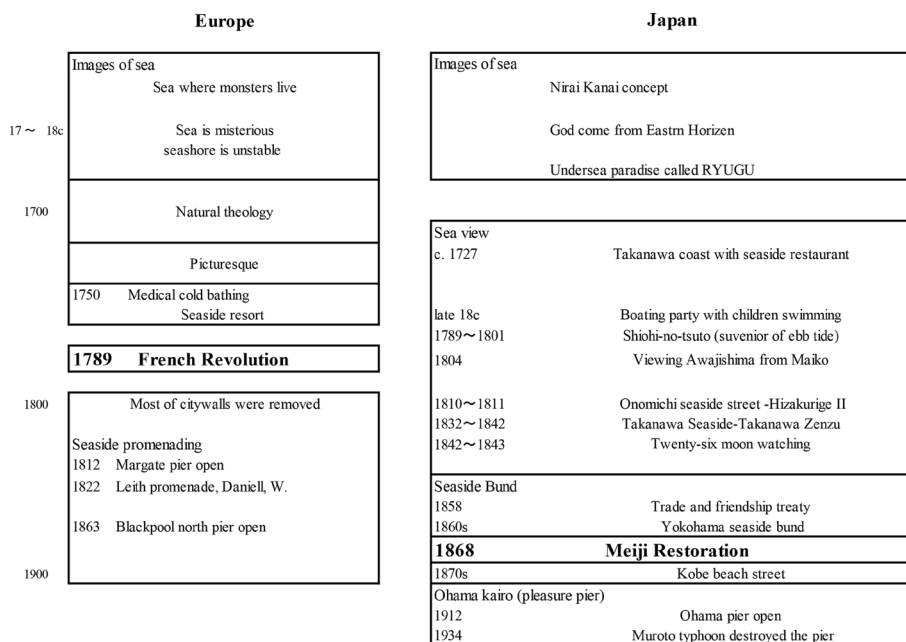 Europe
Images of sea
Sea where monsters live
17～ 18c
Sea is misterious
seashore is unstable
1700
Natural theology
Picturesque
1750 Medical cold bathing
Seaside resort
1789 French Revolution
1800
Most of citywalls were removed
Seaside promenading
1812 Margate pier open
1822 Leith promenade, Daniell, W.
1863 Blackpool north pier open
1900
Japan
Images of sea
Nirai Kanai concept
God come from Eastrn Horizen
Undersea paradise called RYUGU
Sea view
c. 1727 Takanawa coast with seaside restaurant
late 18c Boating party with children swimming
1789～1801 Shiohi-no-tsuto (suvenior of ebb tide)
1804 Viewing Awajishima from Maiko
1810～1811 Onomichi seaside street -Hizakurige II
1832～1842 Takanawa Seaside-Takanawa Zenzu
1842～1843 Twenty-six moon watching
Seaside Bund
1858 Trade and friendship treaty
1860s Yokohama seaside bund
1868 Meiji Restoration
1870s Kobe beach street
Ohama kairo (pleasure pier)
1912 Ohama pier open
1934 Muroto typhoon destroyed the pier